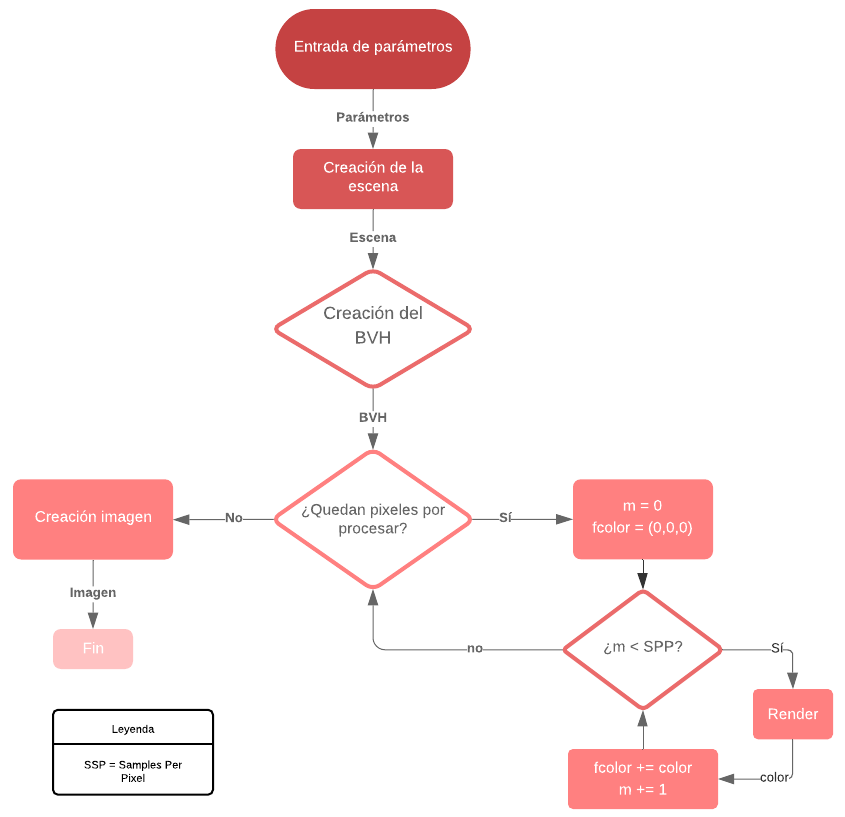 Entrada de parámetros
Parámetros
Creación de la
escena
Escena
Creación del
BVH
BVH
¿Quedan pixeles por
procesar?
No
Creación imagen
Imagen
Fin
Sí
m = 0
fcolor = (0,0,0)
¿m < SPP?
no
Sí
Render
color
fcolor += color
m += 1
Leyenda
SSP = Samples Per
Pixel